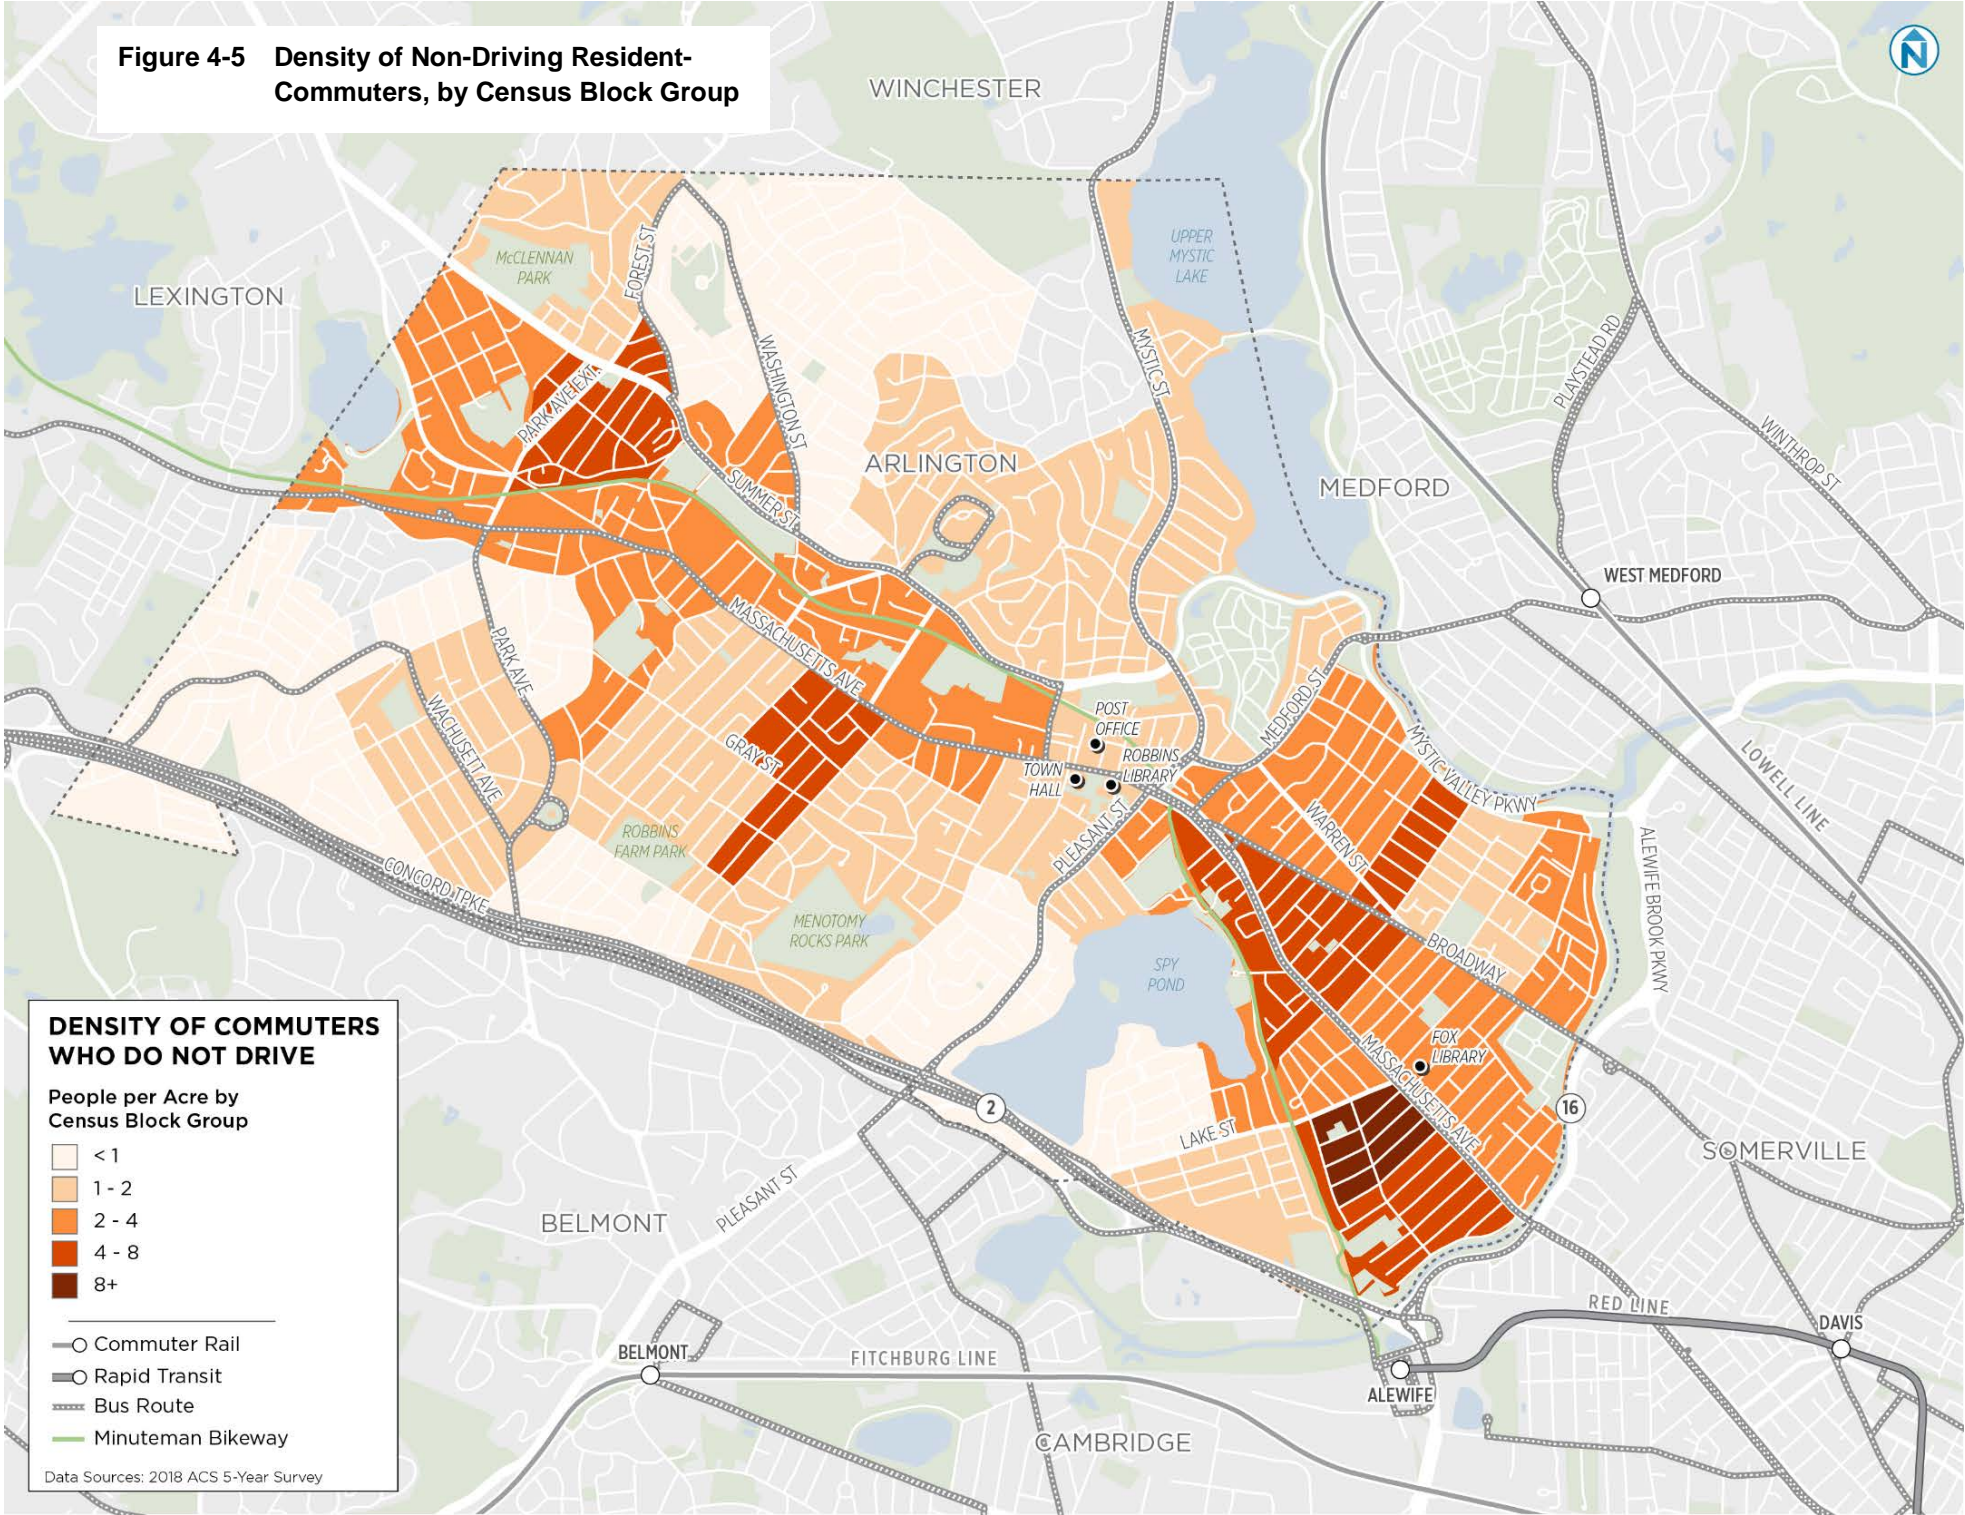 Figure 4-5 Density of Non-Driving Resident-
Commuters, by Census Block Group
N
WINCHESTER
McCLENNAN
PARK
FOREST ST
UPPER
MYSTIC
LAKE
LEXINGTON
WASHINGTON ST
MYSTIC ST
PLAYSTEAD RD
PARK AVE EXT.
WINTHROP ST
ARLINGTON
MEDFORD
SUMMER ST
WEST MEDFORD
MASSACHUSETTS AVE
PARK AVE
WACHUSETT AVE
MEDFORD ST
POST
OFFICE
GRAY ST
ROBBINS
LIBRARY
TOWN
HALL
MYSTIC VALLEY PKWY
LOWELL LINE
PLEASANT ST
WARREN ST
ALEWIFE BROOK PKWY
ROBBINS
FARM PARK
CONCORD TPKE
MENOTOMY
ROCKS PARK
BROADWAY
SPY
POND
FOX
LIBRARY
MASSACHUSETTS AVE
2
16
LAKE ST
SOMERVILLE
PLEASANT ST
BELMONT
RED LINE
DAVIS
BELMONT
FITCHBURG LINE
ALEWIFE
CAMBRIDGE
DENSITY OF COMMUTERS
WHO DO NOT DRIVE
People per Acre by
Census Block Group
< 1
1 - 2
2 - 4
4 - 8
8+
Commuter Rail
Rapid Transit
Bus Route
Minuteman Bikeway
Data Sources: 2018 ACS 5-Year Survey